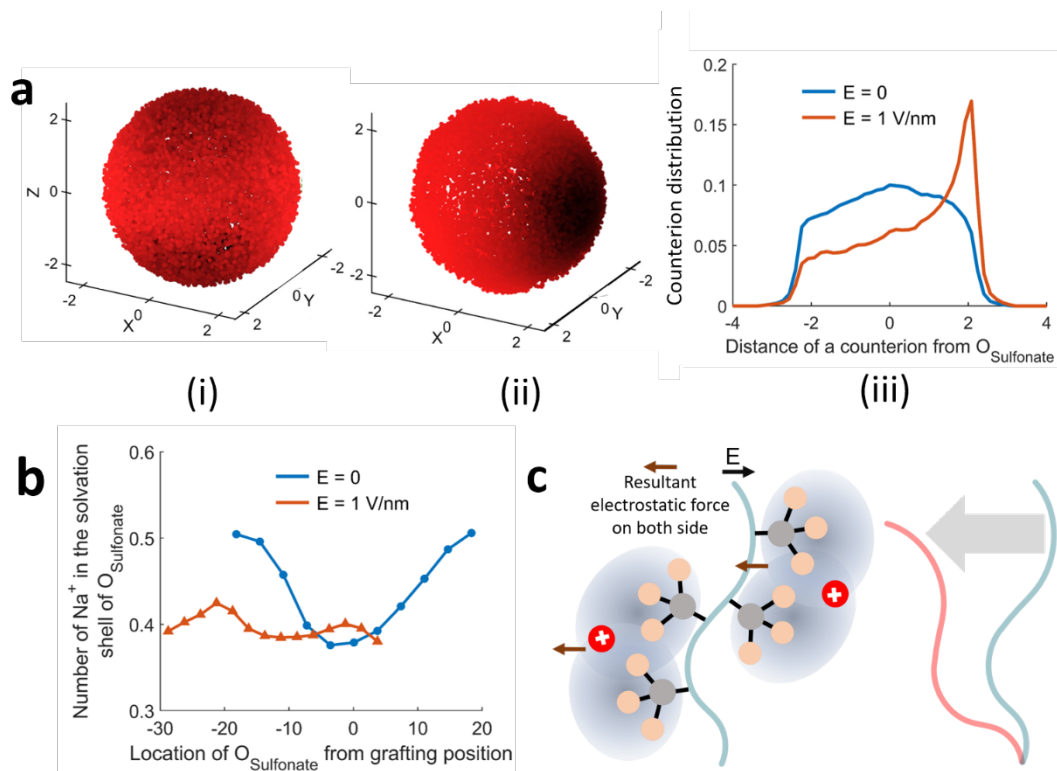 a
2
0
-2
Z
-2
0
2
X
2
0
-2
Y
(i)
2
0
-2
-2
0
2
X
2
0
-2
Y
(ii)
Counterion distribution
0.2
0.15
0.1
0.05
0
E = 0
E = 1 V/nm
-4 -2 0 2 4
Distance of a counterion from O_Sulfonate
(iii)
b
Number of Na⁺ in the solvation
shell of O_Sulfonate
0.6
0.5
0.4
0.3
E = 0
E = 1 V/nm
-30 -20 -10 0 10 20
Location of O_Sulfonate from grafting position
c
E
Resultant
electrostatic force
on both side
+
+